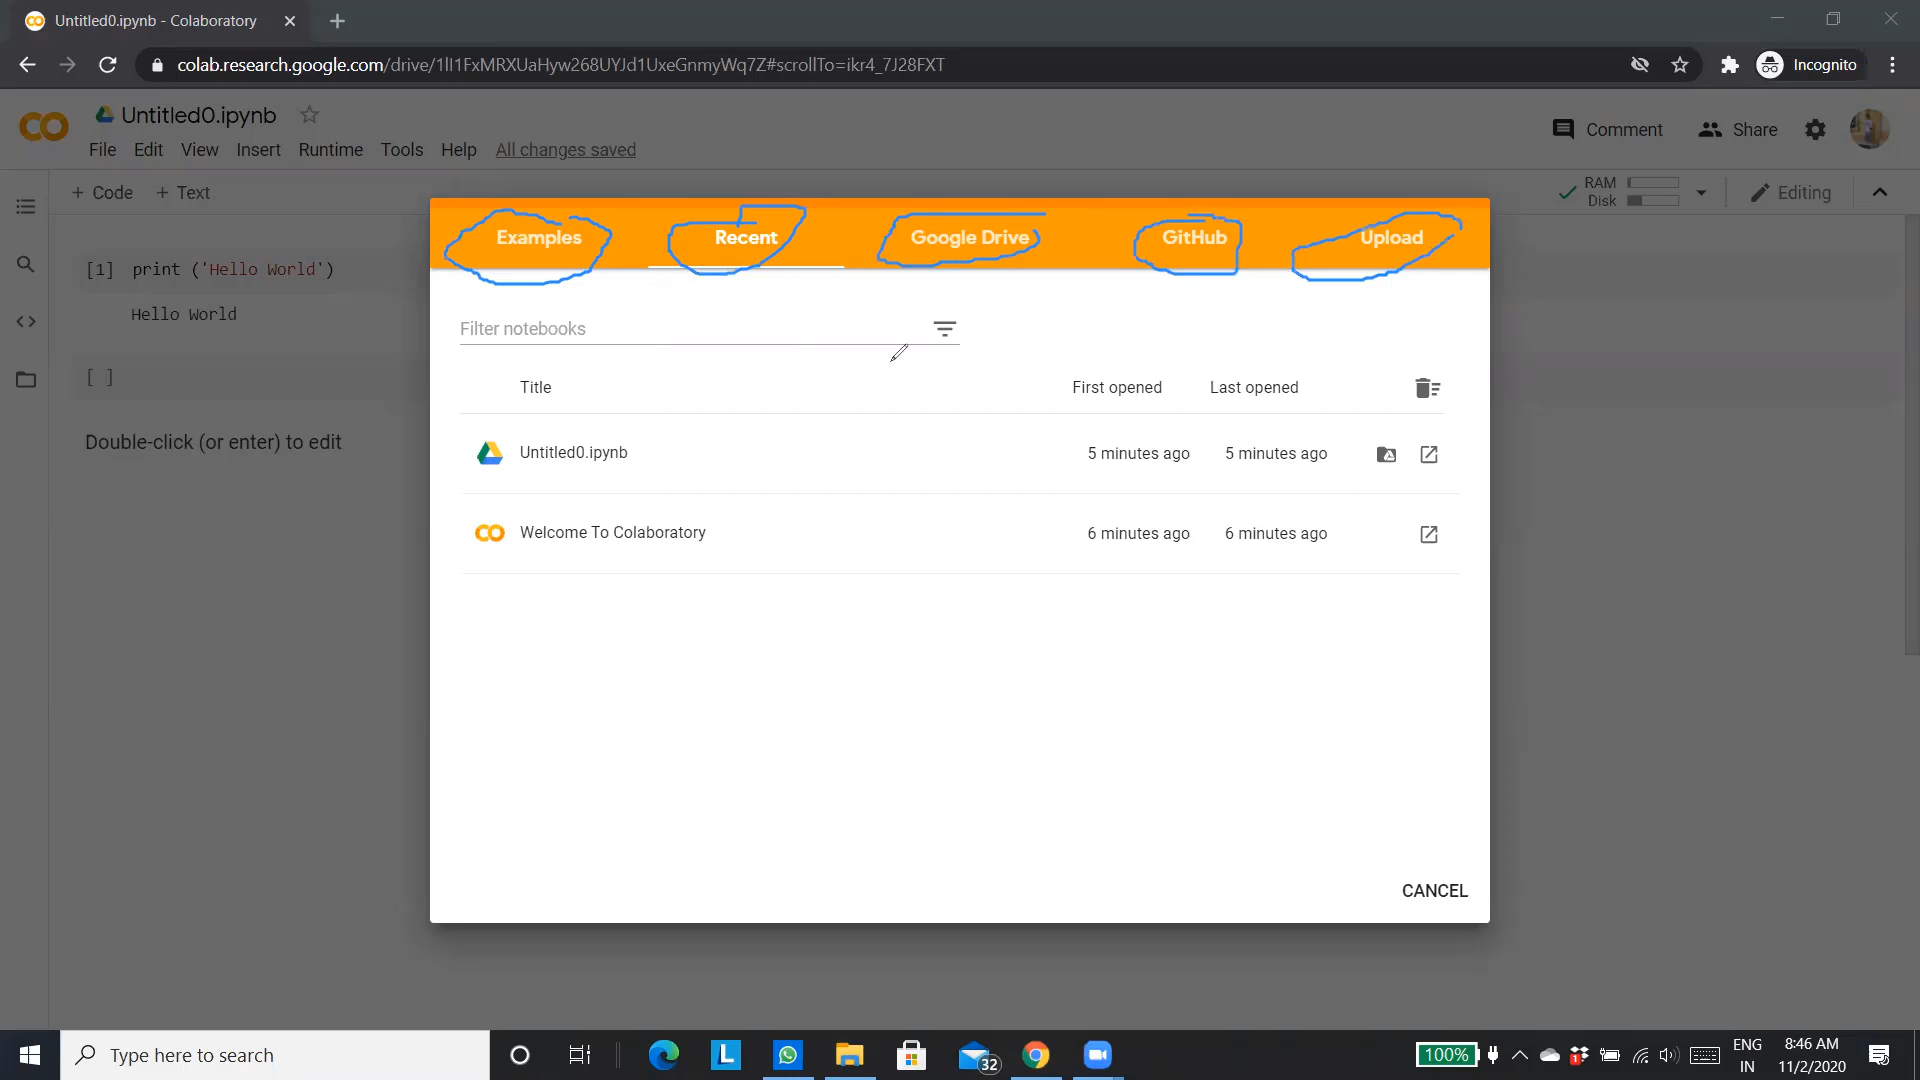 Untitled0.ipynb - Colaboratory
colab.research.google.com/drive/1lI1FxMRXUaHyw268UYJd1UxeGnmyWq7Z#scrollTo=ikr4_7J28FXT
Incognito
Untitled0.ipynb
Comment
Share
File Edit View Insert Runtime Tools Help All changes saved
+ Code + Text
RAM
Disk
Editing
Examples Recent Google Drive GitHub Upload
[1] print ('Hello World')
Hello World
[ ]
Double-click (or enter) to edit
Filter notebooks
Title First opened Last opened
Untitled0.ipynb 5 minutes ago 5 minutes ago
Welcome To Colaboratory 6 minutes ago 6 minutes ago
CANCEL
Type here to search
32
100%
1
ENG
IN
8:46 AM
11/2/2020